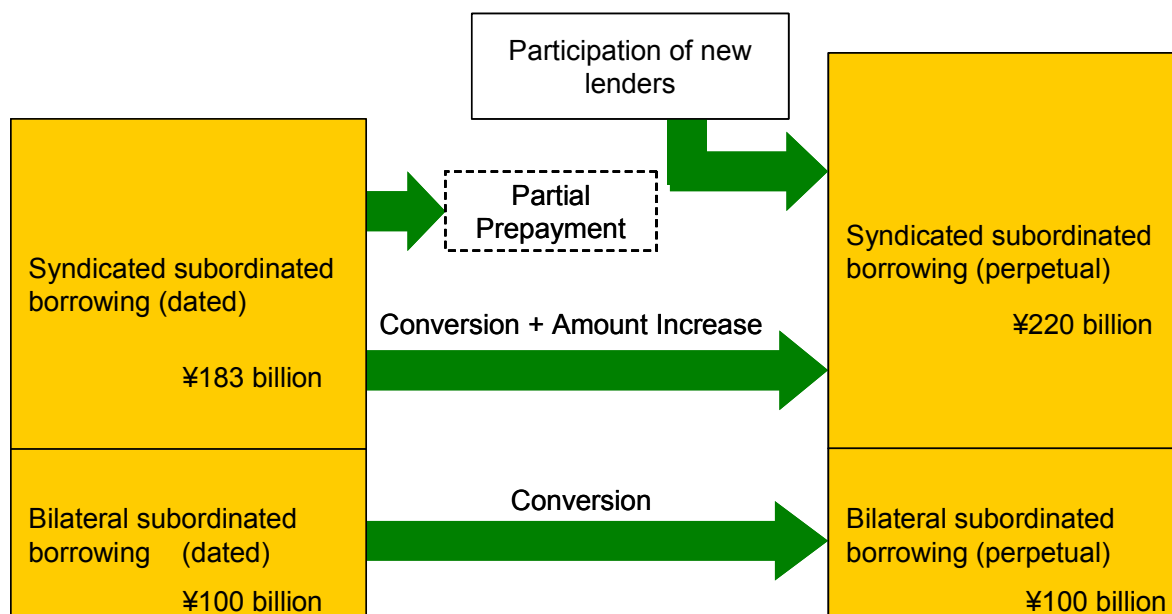 Participation of new
lenders
Partial
Prepayment
Syndicated subordinated
borrowing (dated)
¥183 billion
Conversion + Amount Increase
Syndicated subordinated
borrowing (perpetual)
¥220 billion
Bilateral subordinated
borrowing (dated)
¥100 billion
Conversion
Bilateral subordinated
borrowing (perpetual)
¥100 billion